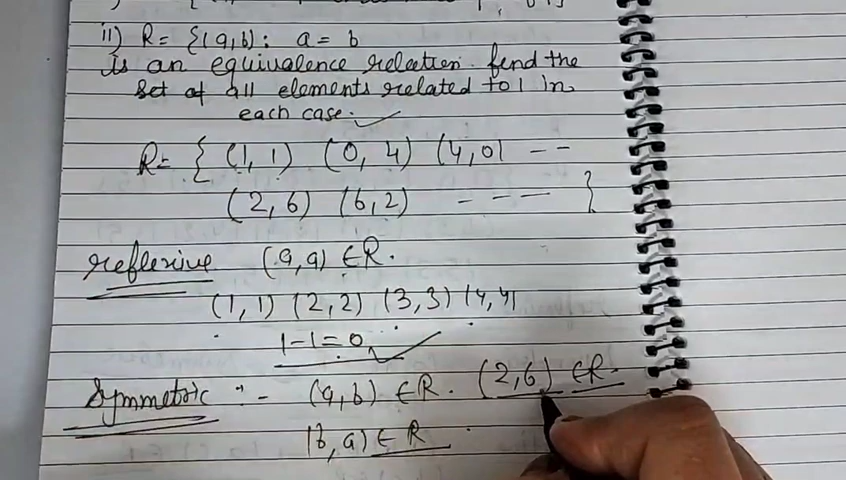 ii) R = {(a,b): a = b
is an equivalence relation. find the
set of all elements related to 1 in
each case.
R = { (1, 1) (0, 4) (4,0) - -
(2,6) (6,2) - - - }
reflexive (a,a) ∈ R.
(1,1) (2,2) (3,3) (4,4)
1-1=0
Symmetric :- (a,b) ∈ R. (2,6) ∈ R.
(b,a) ∈ R